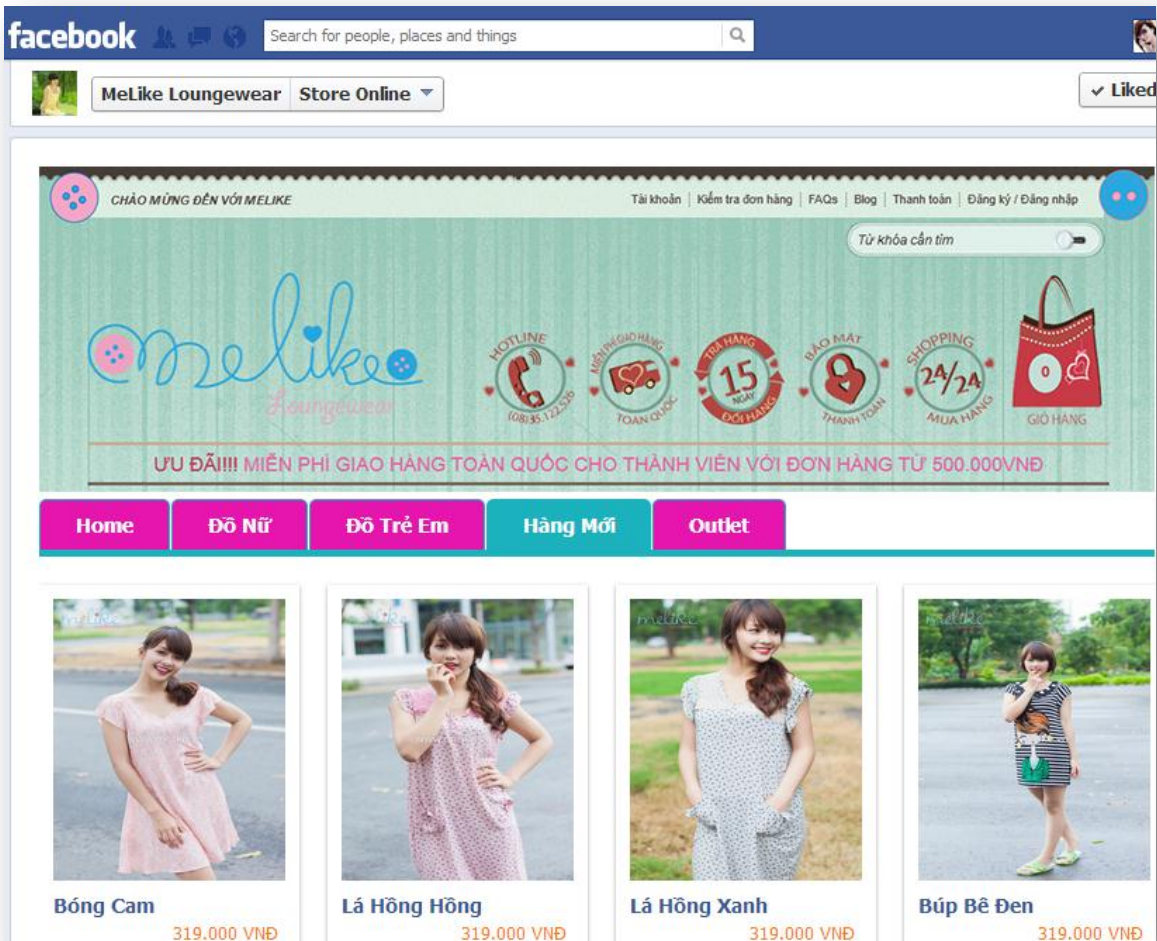 facebook
Search for people, places and things
MeLike Loungewear Store Online
Liked
CHÀO MỪNG ĐẾN VỚI MELIKE
Tài khoản | Kiểm tra đơn hàng | FAQs | Blog | Thanh toán | Đăng ký / Đăng nhập
Từ khóa cần tìm
melike
Loungewear
HOTLINE
(08)35.122.526
MIỄN PHÍ GIAO HÀNG
TOÀN QUỐC
TRẢ HÀNG
15
NGÀY
ĐỔI HÀNG
BẢO MẬT
THANH TOÁN
SHOPPING
24/24
MUA HÀNG
0
GIỎ HÀNG
ƯU ĐÃI!!! MIỄN PHÍ GIAO HÀNG TOÀN QUỐC CHO THÀNH VIÊN VỚI ĐƠN HÀNG TỪ 500.000VNĐ
Home Đồ Nữ Đồ Trẻ Em Hàng Mới Outlet
melike melike melike melike
Bóng Cam Lá Hồng Hồng Lá Hồng Xanh Búp Bê Đen
319.000 VNĐ 319.000 VNĐ 319.000 VNĐ 319.000 VNĐ